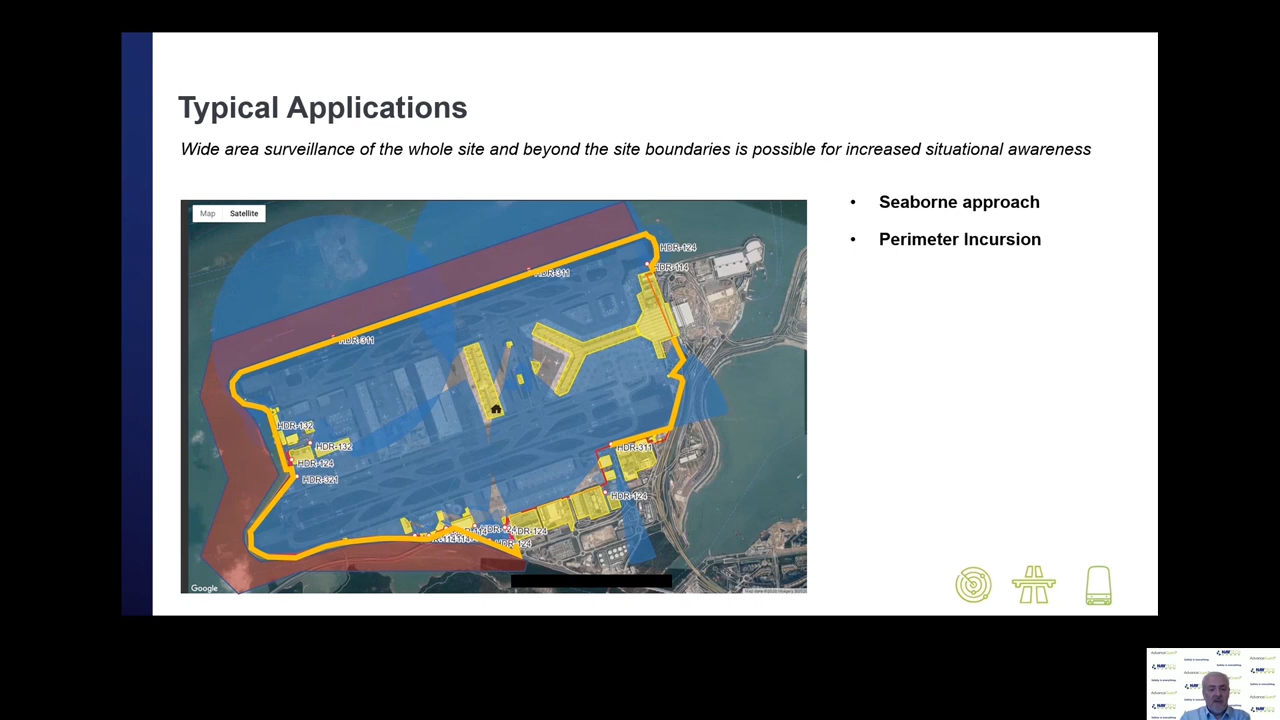 Typical Applications
Wide area surveillance of the whole site and beyond the site boundaries is possible for increased situational awareness
Map Satellite
• Seaborne approach
• Perimeter Incursion
HDR-124
HDR-114
HDR-311
HDR-311
HDR-132
HDR-132
HDR-124
HDR-321
HDR-311
HDR-124
HDR-124
HDR-124
Google